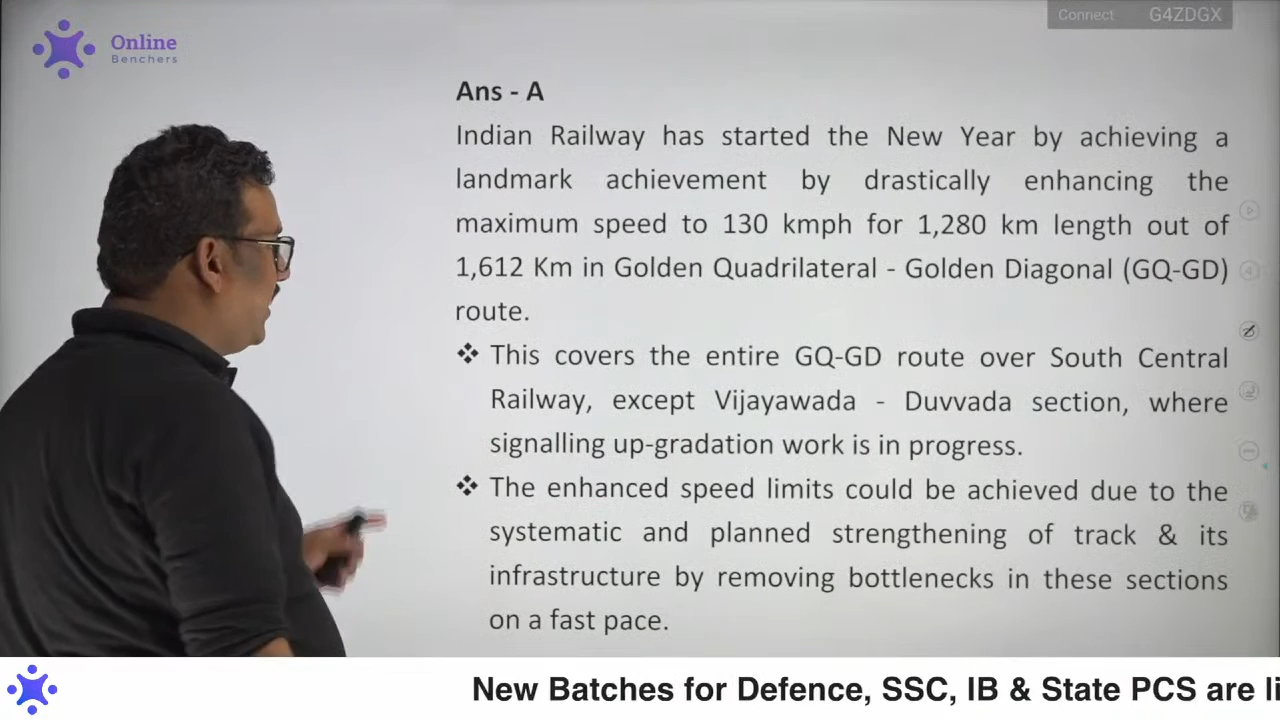 Online
Benchers
Connect G4ZDGX
Ans - A
Indian Railway has started the New Year by achieving a
landmark achievement by drastically enhancing the
maximum speed to 130 kmph for 1,280 km length out of
1,612 Km in Golden Quadrilateral - Golden Diagonal (GQ-GD)
route.
❖ This covers the entire GQ-GD route over South Central
Railway, except Vijayawada - Duvvada section, where
signalling up-gradation work is in progress.
❖ The enhanced speed limits could be achieved due to the
systematic and planned strengthening of track & its
infrastructure by removing bottlenecks in these sections
on a fast pace.
New Batches for Defence, SSC, IB & State PCS are li